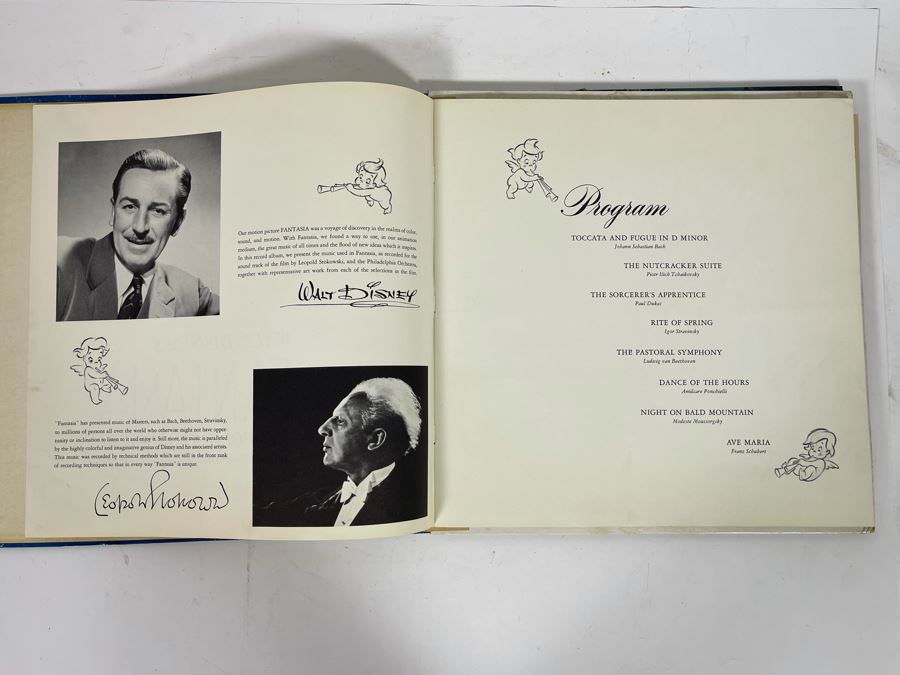 Our motion picture FANTASIA was a voyage of discovery in the realms of color,
sound, and motion. With Fantasia, we found a way to use, in our animation
medium, the great music of all times and the flood of new ideas which it inspires.
In this record album, we present the music used in Fantasia, as recorded for the
sound track of the film by Leopold Stokowski, and the Philadelphia Orchestra,
together with representative art work from each of the selections in the film.
WALT DISNEY
"Fantasia" has presented music of Masters, such as Bach, Beethoven, Stravinsky,
to millions of persons all over the world who otherwise might not have oppor-
tunity or inclination to listen to it and enjoy it. Still more, the music is paralleled
by the highly colorful and imaginative genius of Disney and his associated artists.
This music was recorded by technical methods which are still in the front rank
of recording techniques so that in every way "Fantasia" is unique.
Leopold Stokowski
Program
TOCCATA AND FUGUE IN D MINOR
Johann Sebastian Bach
THE NUTCRACKER SUITE
Peter Ilich Tchaikovsky
THE SORCERER'S APPRENTICE
Paul Dukas
RITE OF SPRING
Igor Stravinsky
THE PASTORAL SYMPHONY
Ludwig van Beethoven
DANCE OF THE HOURS
Amilcare Ponchielli
NIGHT ON BALD MOUNTAIN
Modeste Moussorgsky
AVE MARIA
Franz Schubert